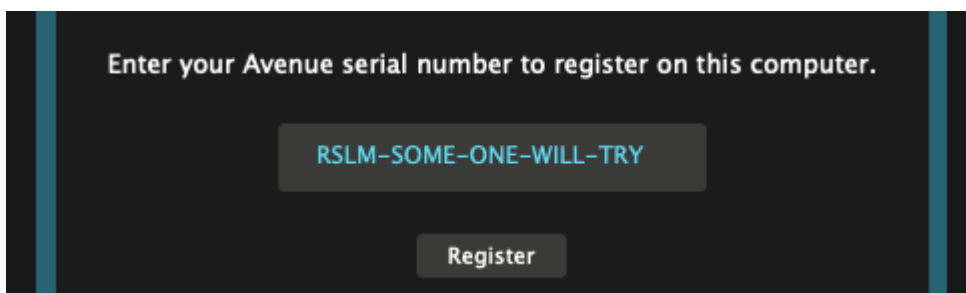 Enter your Avenue serial number to register on this computer.
RSLM-SOME-ONE-WILL-TRY
Register